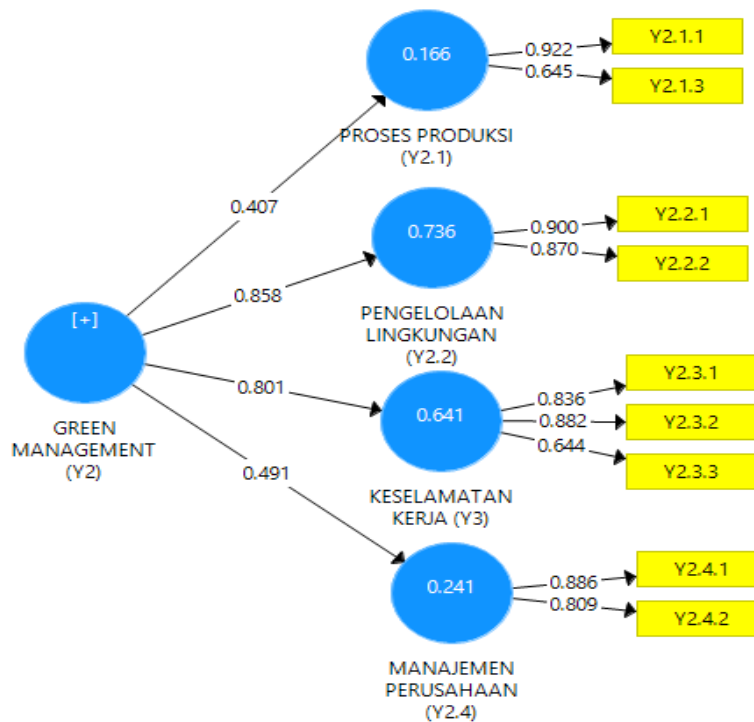 0.166
0.922
0.645
Y2.1.1
Y2.1.3
PROSES PRODUKSI
(Y2.1)
0.407
0.736
0.900
0.870
Y2.2.1
Y2.2.2
PENGELOLAAN
LINGKUNGAN
(Y2.2)
0.858
[+]
GREEN
MANAGEMENT
(Y2)
0.801
0.641
0.836
0.882
0.644
Y2.3.1
Y2.3.2
Y2.3.3
KESELAMATAN
KERJA (Y3)
0.491
0.241
0.886
0.809
Y2.4.1
Y2.4.2
MANAJEMEN
PERUSAHAAN
(Y2.4)